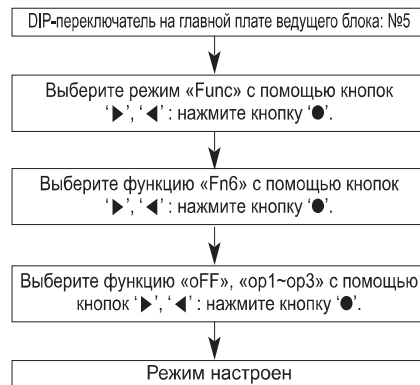 DIP-переключатель на главной плате ведущего блока: №5
Выберите режим «Func» с помощью кнопок
‘▶’, ‘◀’ : нажмите кнопку ‘●’.
Выберите функцию «Fn6» с помощью кнопок
‘▶’, ‘◀’ : нажмите кнопку ‘●’.
Выберите функцию «oFF», «op1~op3» с помощью
кнопок ‘▶’, ‘◀’ : нажмите кнопку ‘●’.
Режим настроен